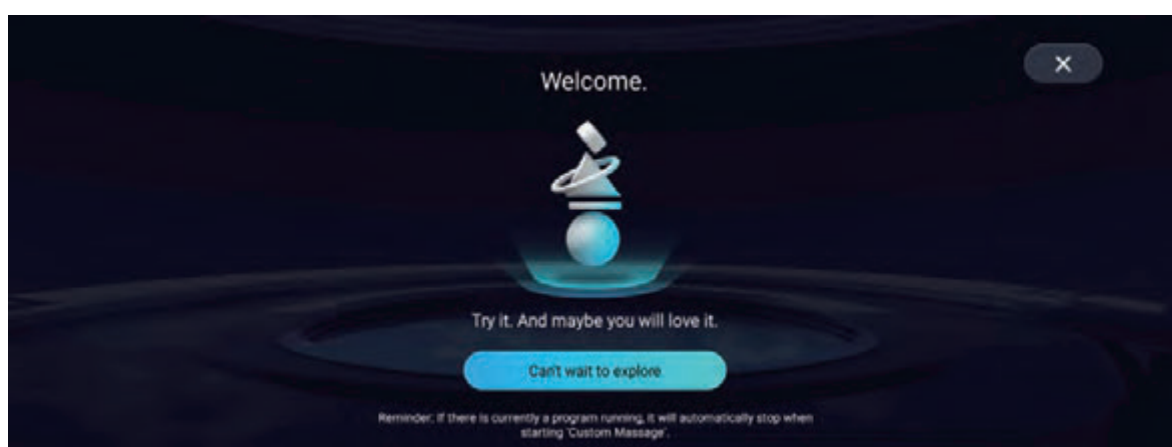 Welcome.
Try it. And maybe you will love it.
Can't wait to explore
Reminder: If there is currently a program running, it will automatically stop when
starting 'Custom Massage'.